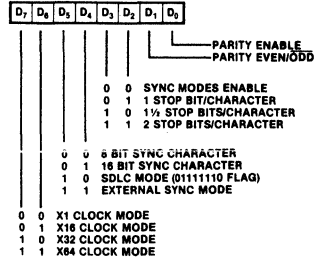 D7 D6 D5 D4 D3 D2 D1 D0
PARITY ENABLE
PARITY EVEN/ODD
0 0 SYNC MODES ENABLE
0 1 1 STOP BIT/CHARACTER
1 0 1½ STOP BITS/CHARACTER
1 1 2 STOP BITS/CHARACTER
0 0 8 BIT SYNC CHARACTER
0 1 16 BIT SYNC CHARACTER
1 0 SDLC MODE (01111110 FLAG)
1 1 EXTERNAL SYNC MODE
0 0 X1 CLOCK MODE
0 1 X16 CLOCK MODE
1 0 X32 CLOCK MODE
1 1 X64 CLOCK MODE